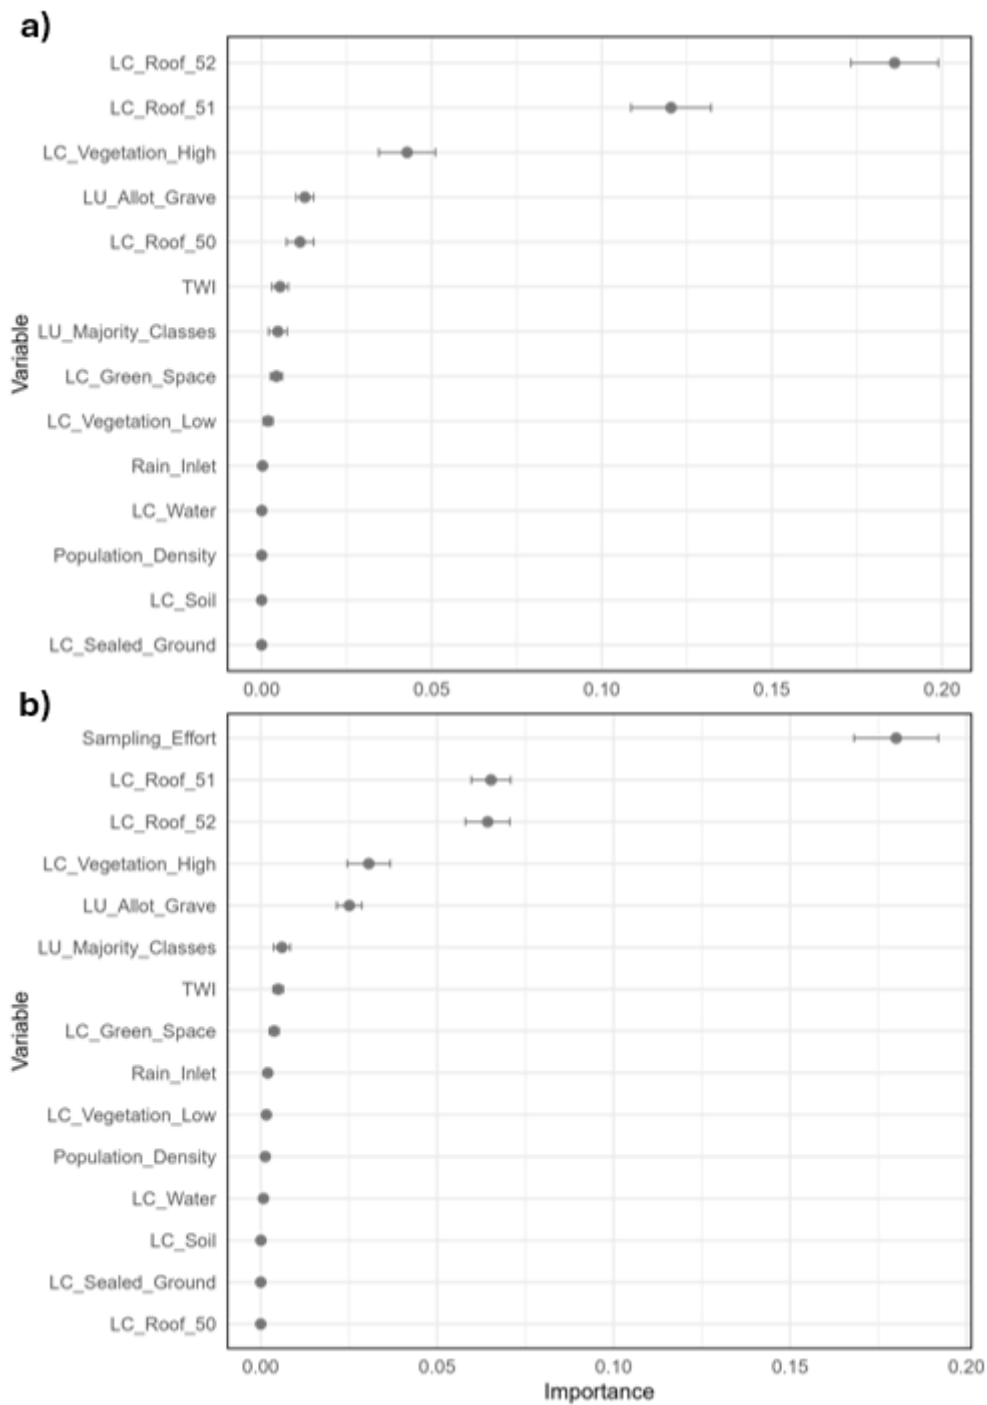 a)
LC_Roof_52
LC_Roof_51
LC_Vegetation_High
LU_Allot_Grave
LC_Roof_50
TWI
LU_Majority_Classes
LC_Green_Space
LC_Vegetation_Low
Rain_Inlet
LC_Water
Population_Density
LC_Soil
LC_Sealed_Ground
Variable
0.00 0.05 0.10 0.15 0.20
b)
Sampling_Effort
LC_Roof_51
LC_Roof_52
LC_Vegetation_High
LU_Allot_Grave
LU_Majority_Classes
TWI
LC_Green_Space
Rain_Inlet
LC_Vegetation_Low
Population_Density
LC_Water
LC_Soil
LC_Sealed_Ground
LC_Roof_50
Variable
0.00 0.05 0.10 0.15 0.20
Importance